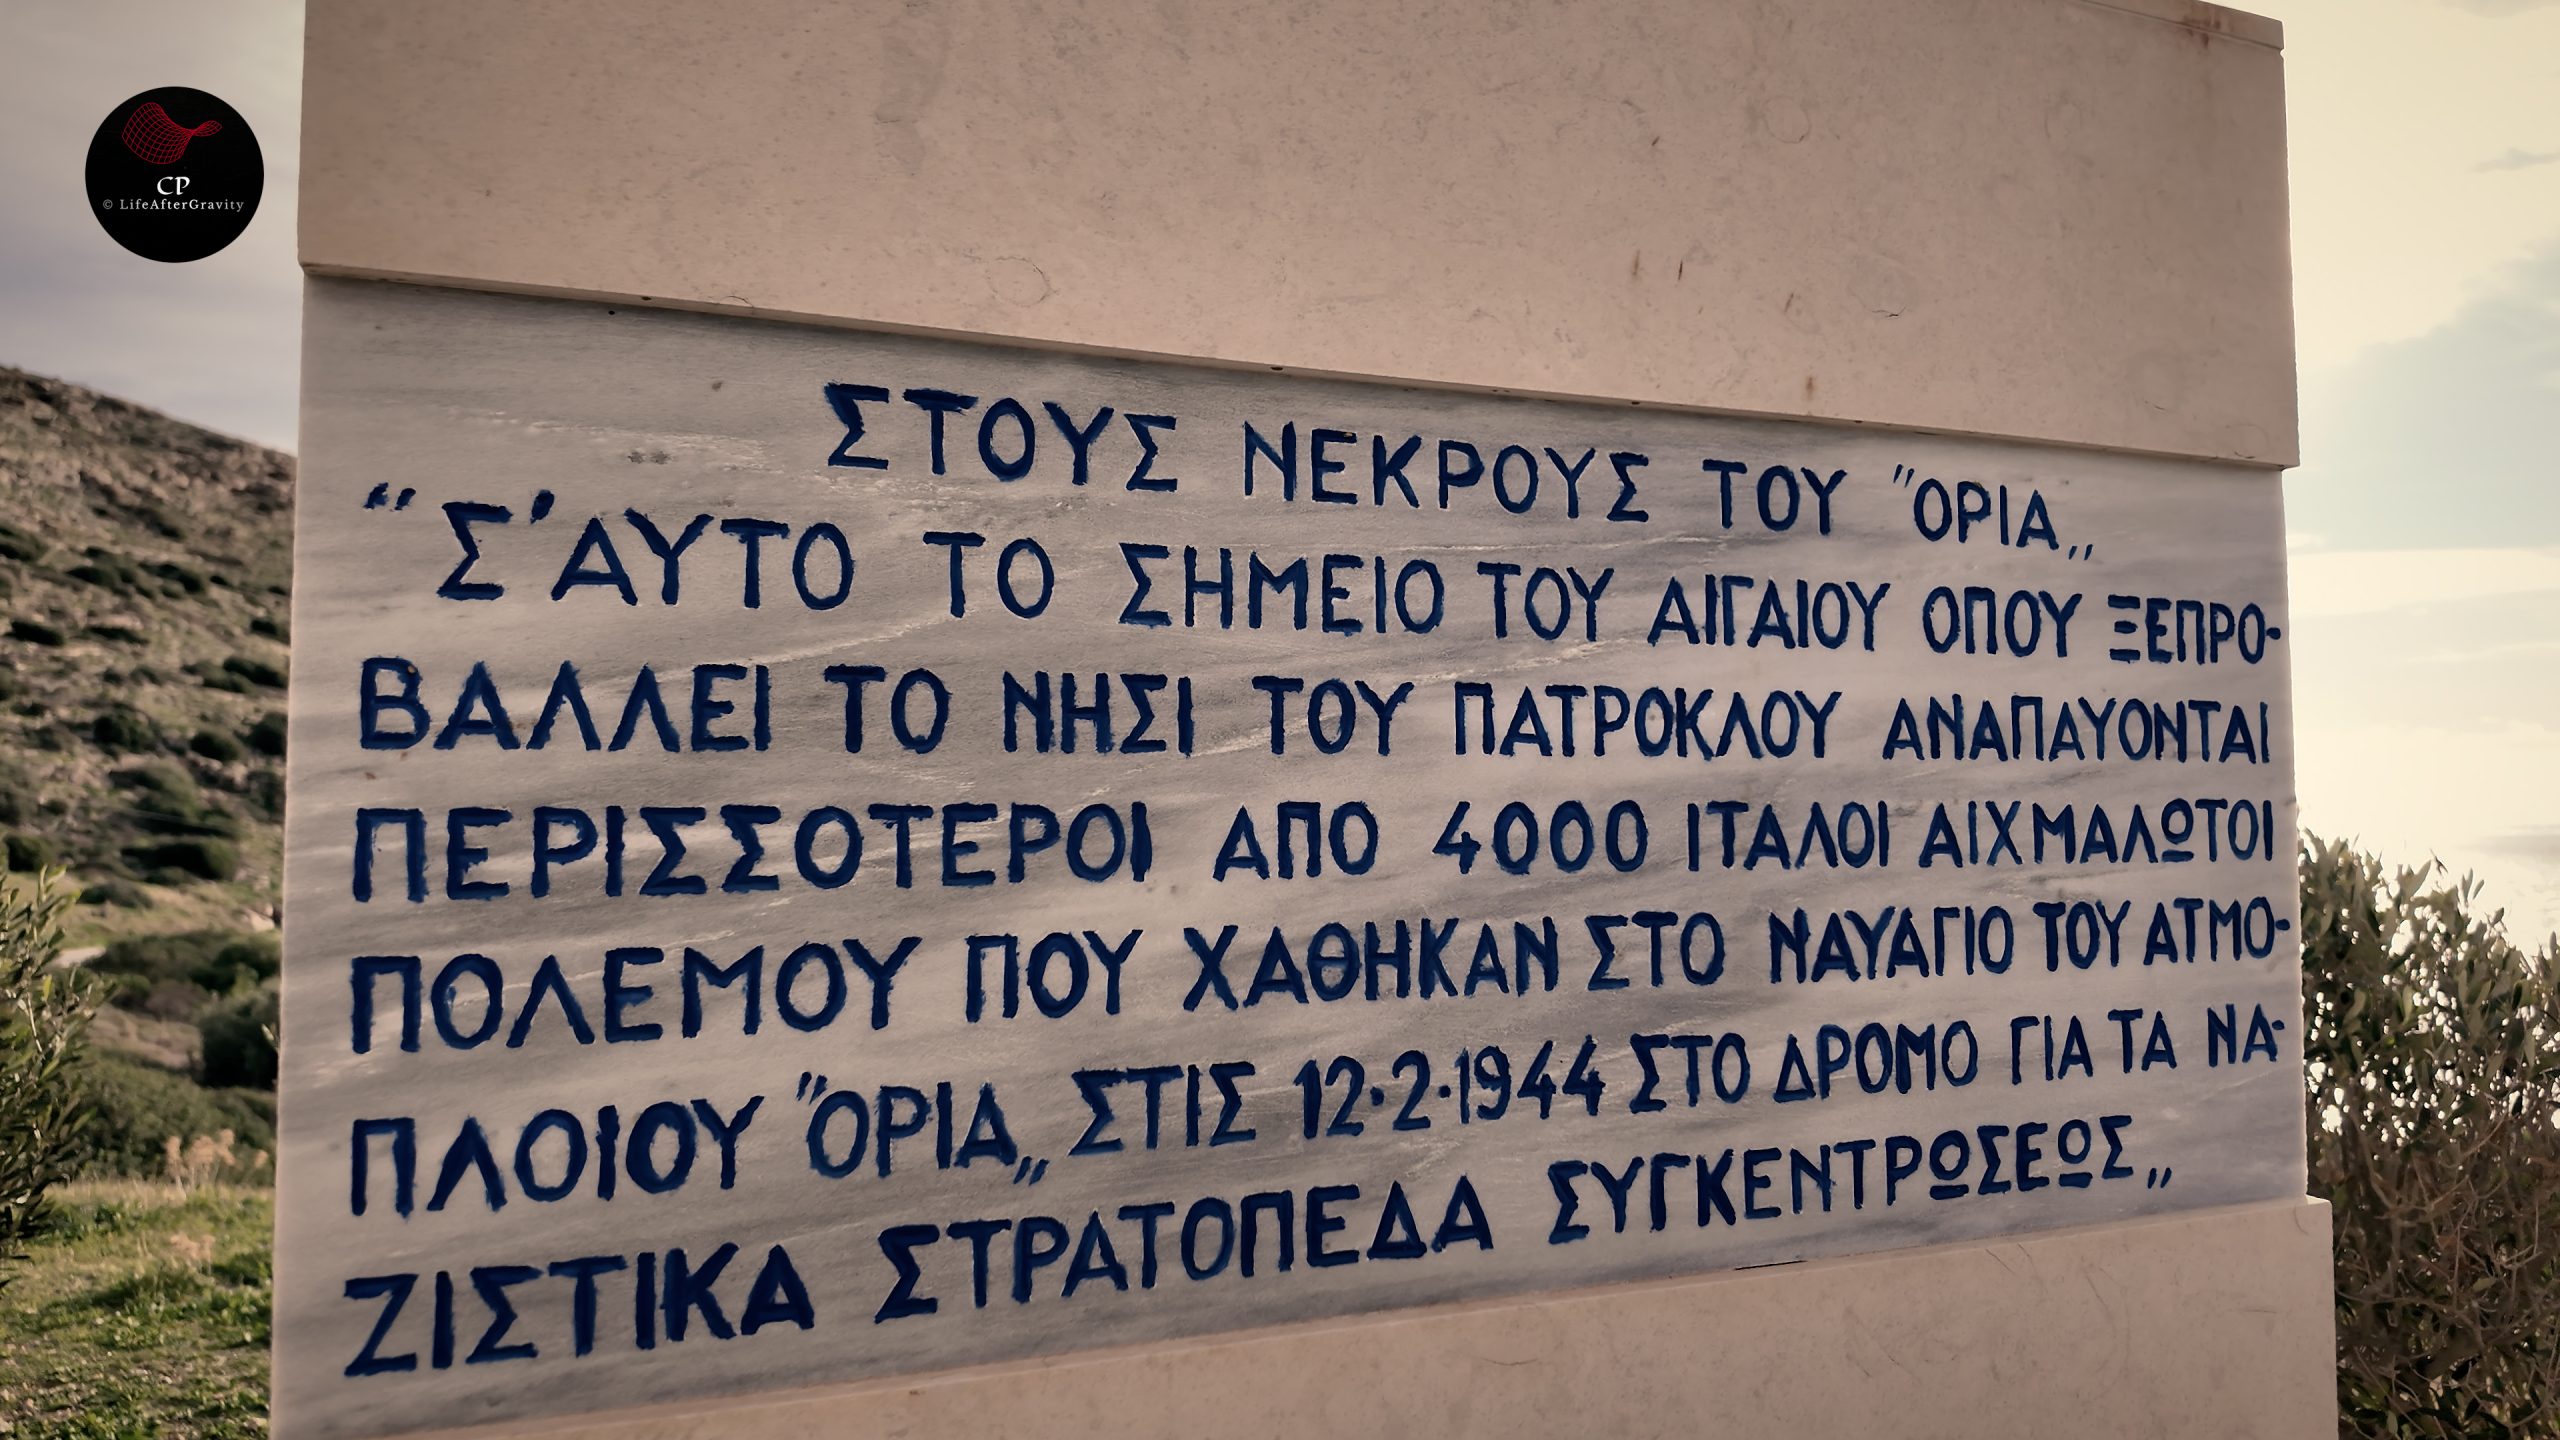 CP
© LifeAfterGravity
ΣΤΟΥΣ ΝΕΚΡΟΥΣ ΤΟΥ "ΟΡΙΑ„
"Σ'ΑΥΤΟ ΤΟ ΣΗΜΕΙΟ ΤΟΥ ΑΙΓΑΙΟΥ ΟΠΟΥ ΞΕΠΡΟ-
ΒΑΛΛΕΙ ΤΟ ΝΗΣΙ ΤΟΥ ΠΑΤΡΟΚΛΟΥ ΑΝΑΠΑΥΟΝΤΑΙ
ΠΕΡΙΣΣΟΤΕΡΟΙ ΑΠΟ 4000 ΙΤΑΛΟΙ ΑΙΧΜΑΛΩΤΟΙ
ΠΟΛΕΜΟΥ ΠΟΥ ΧΑΘΗΚΑΝ ΣΤΟ ΝΑΥΑΓΙΟ ΤΟΥ ΑΤΜΟ-
ΠΛΟΙΟΥ "ΟΡΙΑ„ ΣΤΙΣ 12·2·1944 ΣΤΟ ΔΡΟΜΟ ΓΙΑ ΤΑ ΝΑ-
ΖΙΣΤΙΚΑ ΣΤΡΑΤΟΠΕΔΑ ΣΥΓΚΕΝΤΡΩΣΕΩΣ„